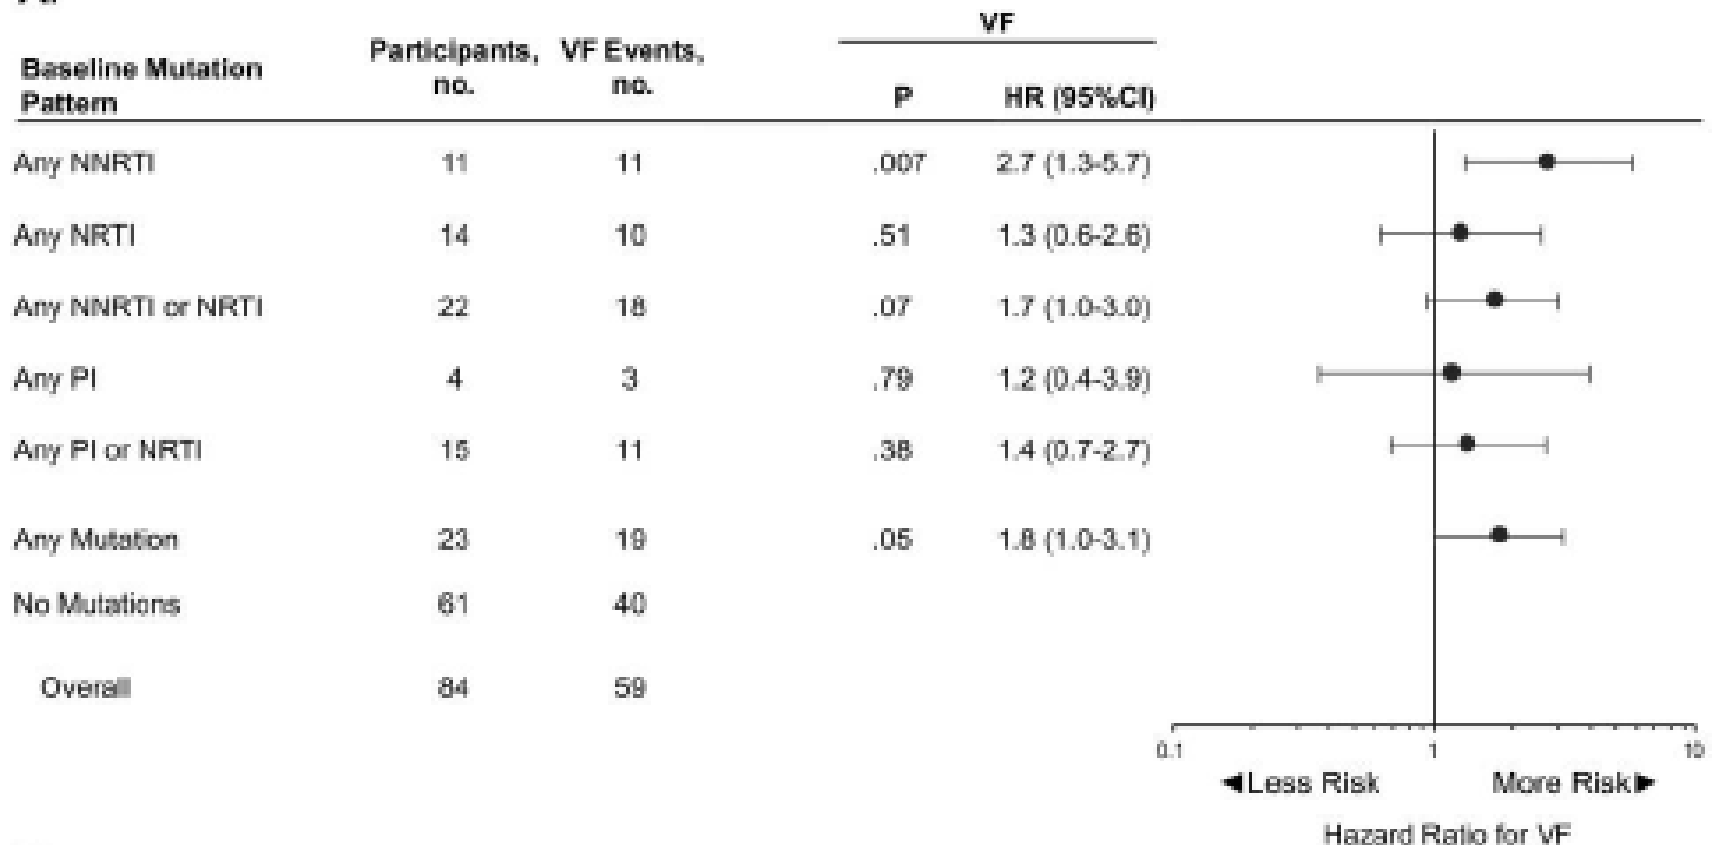 VF
Baseline Mutation Pattern Participants, no. VF Events, no. P HR (95%CI)
Any NNRTI 11 11 .007 2.7 (1.3-5.7)
Any NRTI 14 10 .51 1.3 (0.6-2.6)
Any NNRTI or NRTI 22 18 .07 1.7 (1.0-3.0)
Any PI 4 3 .79 1.2 (0.4-3.9)
Any PI or NRTI 15 11 .38 1.4 (0.7-2.7)
Any Mutation 23 19 .05 1.8 (1.0-3.1)
No Mutations 61 40
Overall 84 59
0.1 1 10
◄Less Risk More Risk►
Hazard Ratio for VF